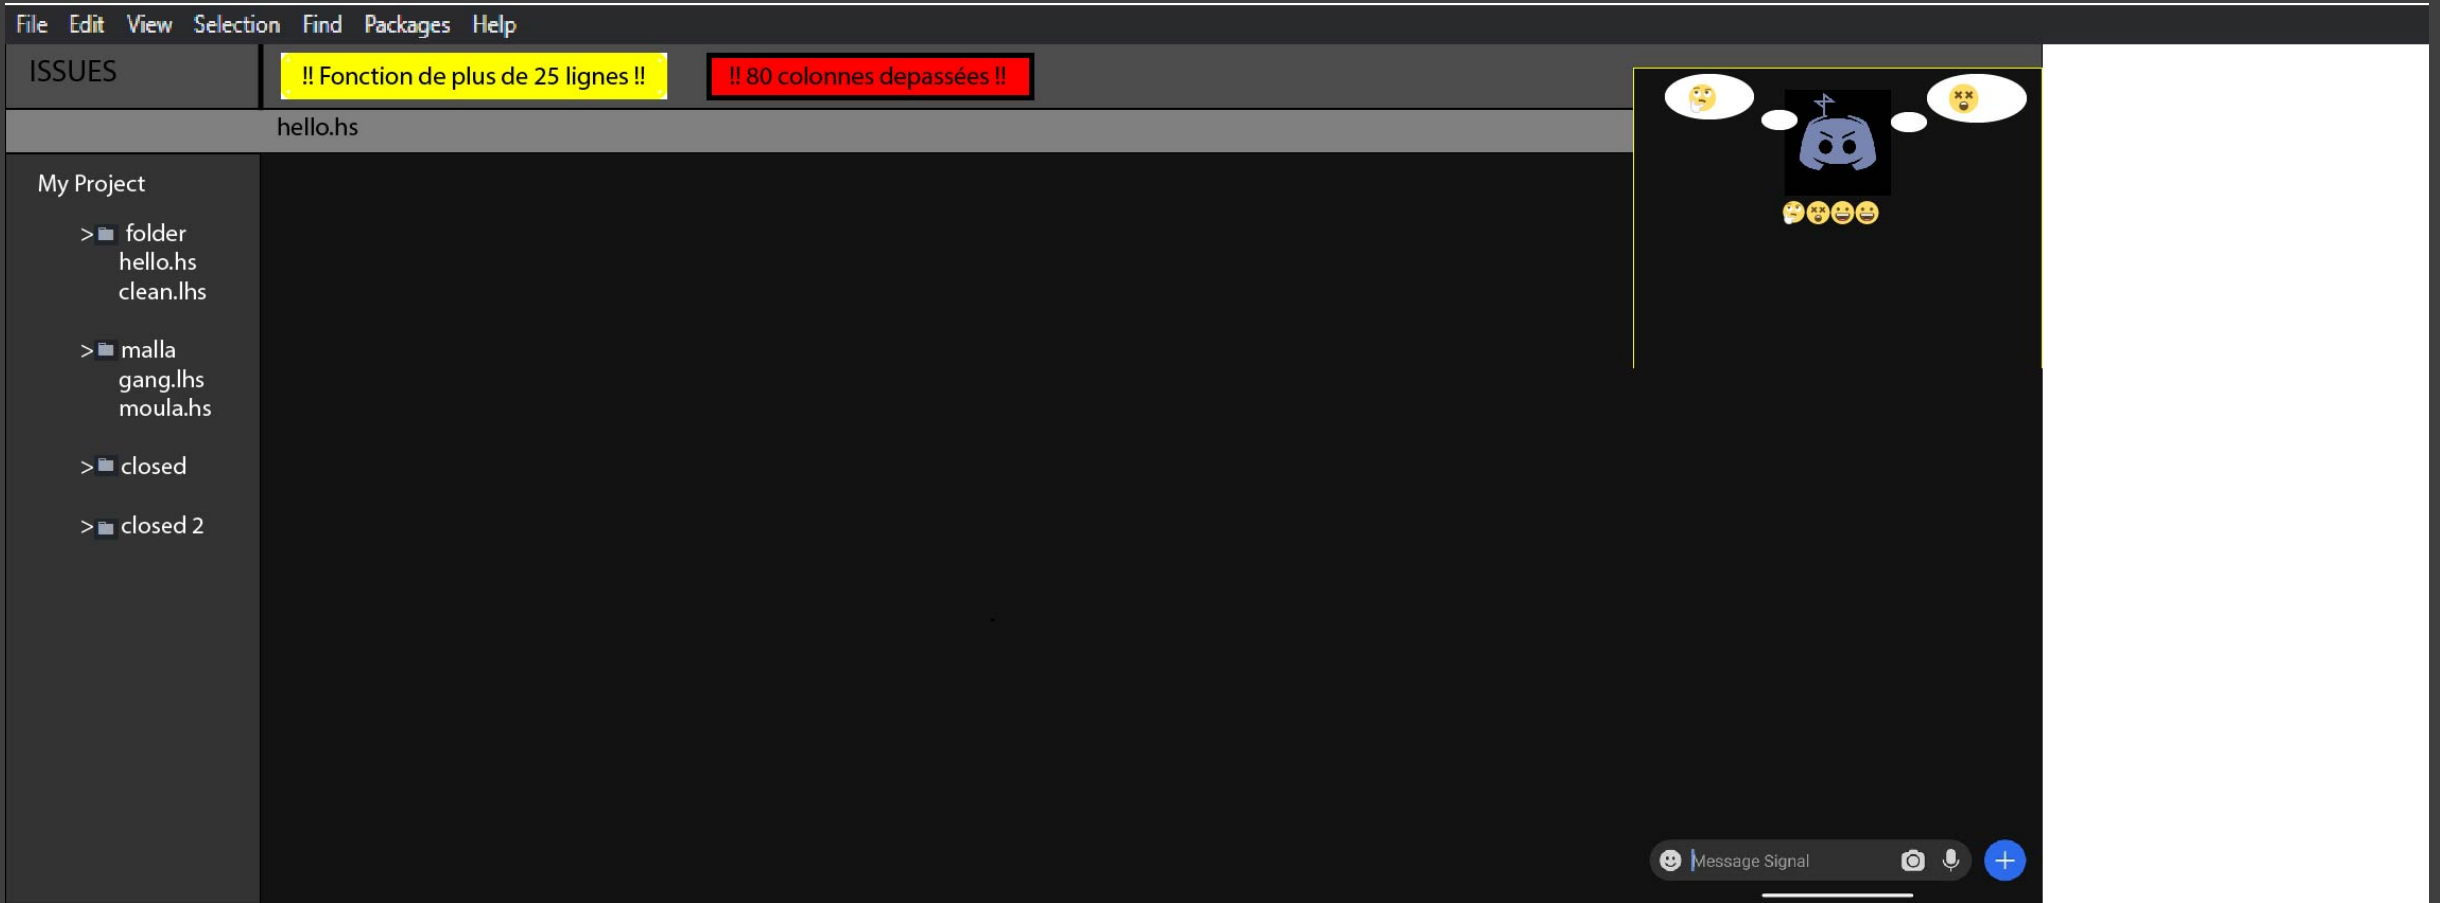 File Edit View Selection Find Packages Help
ISSUES
!! Fonction de plus de 25 lignes !!
!! 80 colonnes depassées !!
hello.hs
My Project
> folder
hello.hs
clean.lhs
> malla
gang.lhs
moula.hs
> closed
> closed 2
Message Signal